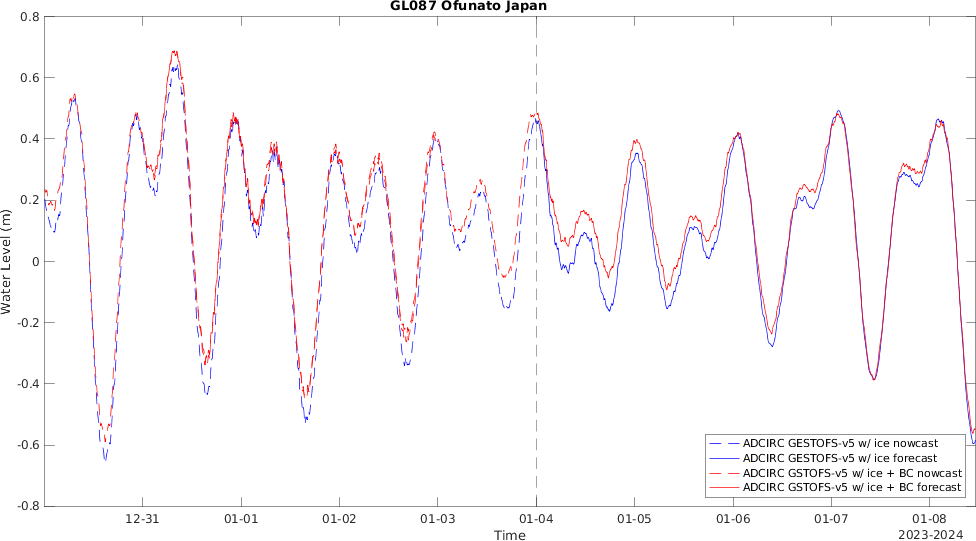 GL087 Ofunato Japan
0.8
0.6
0.4
0.2
0
-0.2
-0.4
-0.6
-0.8
Water Level (m)
12-31
01-01
01-02
01-03
01-04
01-05
01-06
01-07
01-08
Time
2023-2024
ADCIRC GESTOFS-v5 w/ ice nowcast
ADCIRC GESTOFS-v5 w/ ice forecast
ADCIRC GSTOFS-v5 w/ ice + BC nowcast
ADCIRC GSTOFS-v5 w/ ice + BC forecast